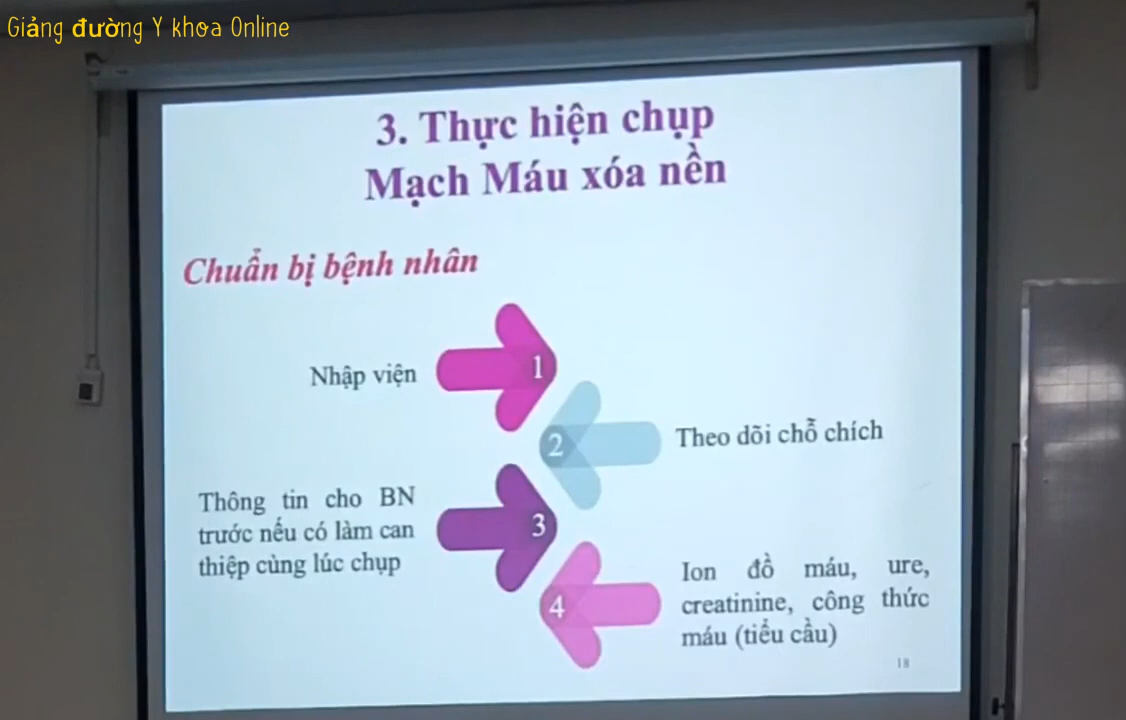 Giảng đường Y khoa Online
3. Thực hiện chụp
Mạch Máu xóa nền
Chuẩn bị bệnh nhân
Nhập viện
1
2
Theo dõi chỗ chích
Thông tin cho BN
trước nếu có làm can
thiệp cùng lúc chụp
3
4
Ion đồ máu, ure,
creatinine, công thức
máu (tiểu cầu)
18